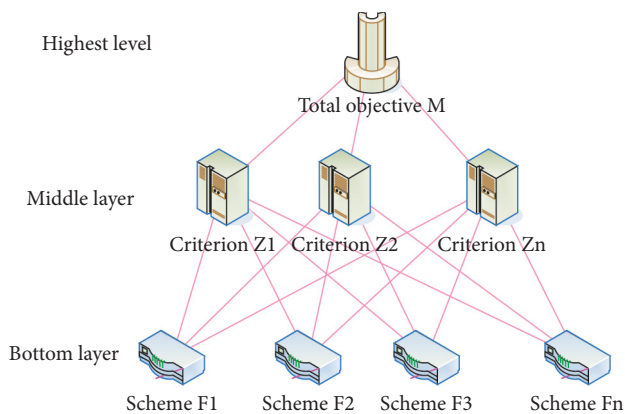 Highest level
Total objective M
Middle layer
Criterion Z1 Criterion Z2 Criterion Zn
Bottom layer
Scheme F1 Scheme F2 Scheme F3 Scheme Fn